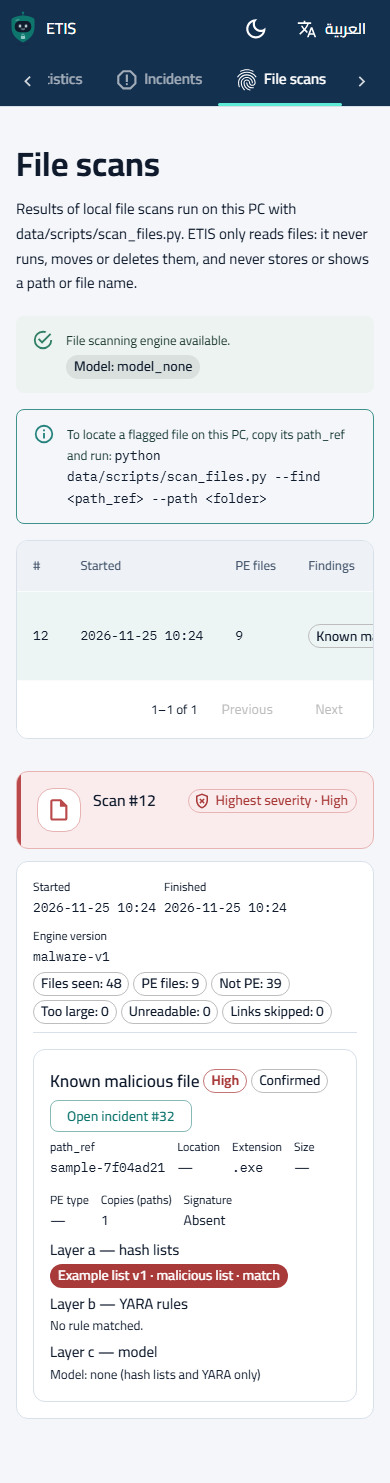 ETIS
العربية
istics
Incidents
File scans
File scans
Results of local file scans run on this PC with
data/scripts/scan_files.py. ETIS only reads files: it never
runs, moves or deletes them, and never stores or shows
a path or file name.
File scanning engine available.
Model: model_none
To locate a flagged file on this PC, copy its path_ref
and run: python
data/scripts/scan_files.py --find
<path_ref> --path <folder>
# Started PE files Findings
12 2026-11-25 10:24 9 Known ma
1–1 of 1 Previous Next
Scan #12 Highest severity · High
Started Finished
2026-11-25 10:24 2026-11-25 10:24
Engine version
malware-v1
Files seen: 48 PE files: 9 Not PE: 39
Too large: 0 Unreadable: 0 Links skipped: 0
Known malicious file High Confirmed
Open incident #32
path_ref Location Extension Size
sample-7f04ad21 — .exe —
PE type Copies (paths) Signature
— 1 Absent
Layer a — hash lists
Example list v1 · malicious list · match
Layer b — YARA rules
No rule matched.
Layer c — model
Model: none (hash lists and YARA only)